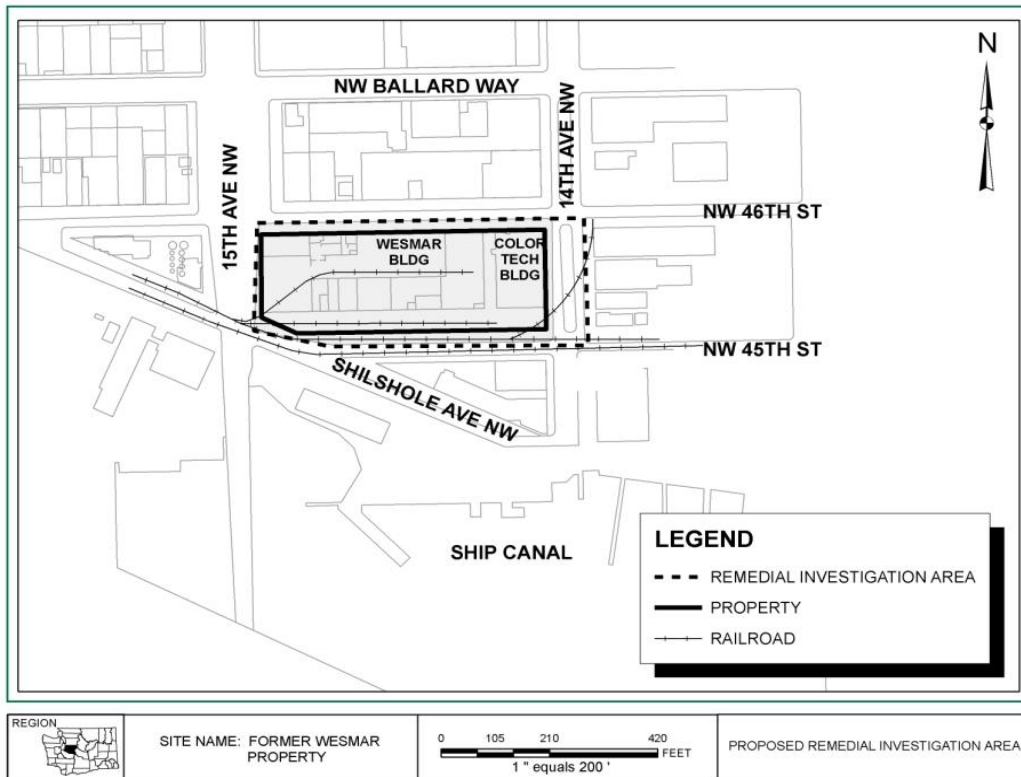 N
NW BALLARD WAY
15TH AVE NW
14TH AVE NW
NW 46TH ST
WESMAR
BLDG
COLOR
TECH
BLDG
NW 45TH ST
SHILSHOLE AVE NW
SHIP CANAL
LEGEND
REMEDIAL INVESTIGATION AREA
PROPERTY
RAILROAD
REGION
SITE NAME: FORMER WESMAR
PROPERTY
0 105 210 420
FEET
1 " equals 200 '
PROPOSED REMEDIAL INVESTIGATION AREA